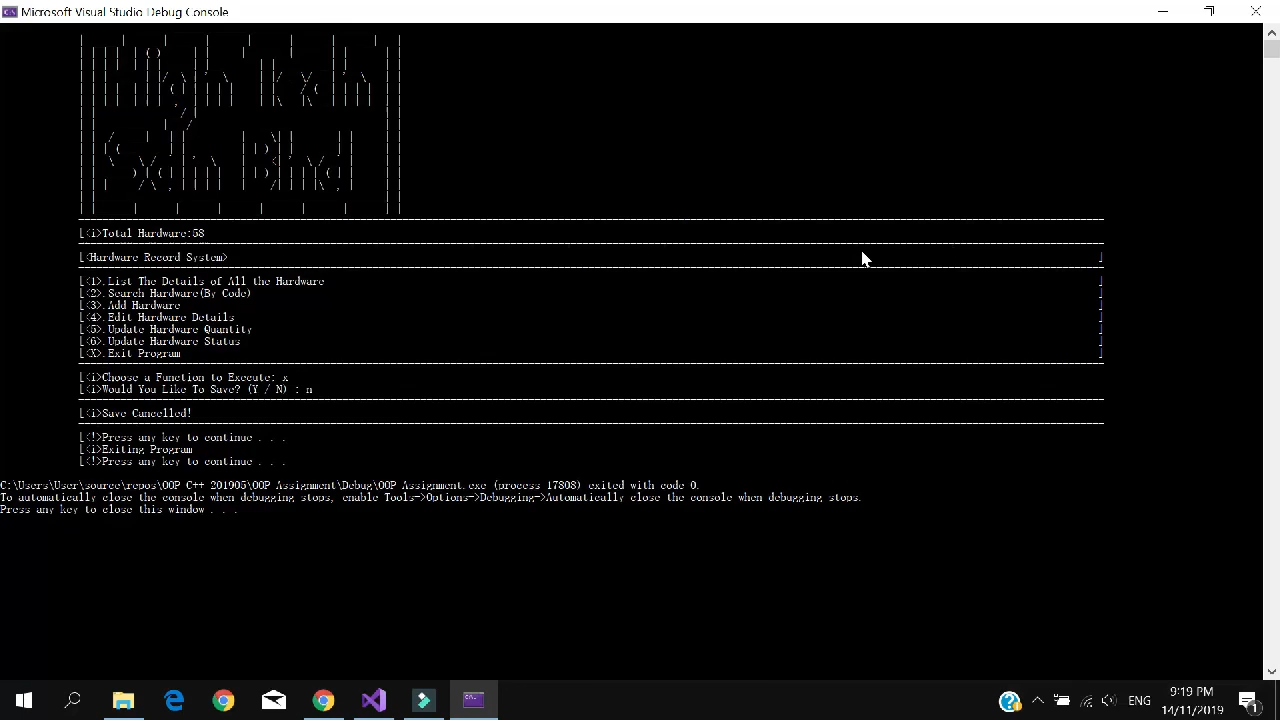 Microsoft Visual Studio Debug Console
[<i>Total Hardware:58
[<Hardware Record System> ]
[<1>.List The Details of All the Hardware ]
[<2>.Search Hardware(By Code) ]
[<3>.Add Hardware ]
[<4>.Edit Hardware Details ]
[<5>.Update Hardware Quantity ]
[<6>.Update Hardware Status ]
[<X>.Exit Program ]
[<i>Choose a Function to Execute: x
[<i>Would You Like To Save? (Y / N) : n
[<i>Save Cancelled!
[<!>Press any key to continue . . .
[<i>Exiting Program
[<!>Press any key to continue . . .
C:\Users\User\source\repos\OOP C++ 201905\OOP Assignment\Debug\OOP Assignment.exe (process 17808) exited with code 0.
To automatically close the console when debugging stops, enable Tools->Options->Debugging->Automatically close the console when debugging stops.
Press any key to close this window . . .
ENG
9:19 PM
14/11/2019
1